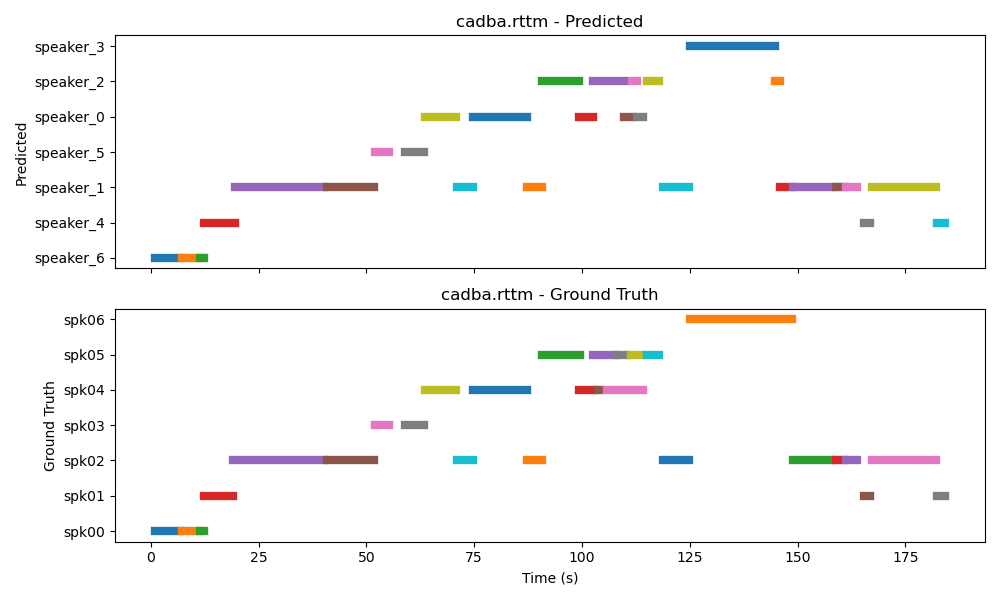 cadba.rttm - Predicted
Predicted
speaker_3
speaker_2
speaker_0
speaker_5
speaker_1
speaker_4
speaker_6
cadba.rttm - Ground Truth
Ground Truth
spk06
spk05
spk04
spk03
spk02
spk01
spk00
0 25 50 75 100 125 150 175
Time (s)